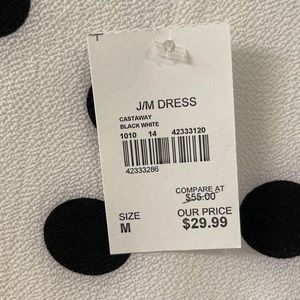 J/M DRESS
CASTAWAY
BLACK WHITE
1010 14 42333120
42333286
COMPARE AT
$55.00
SIZE OUR PRICE
M $29.99